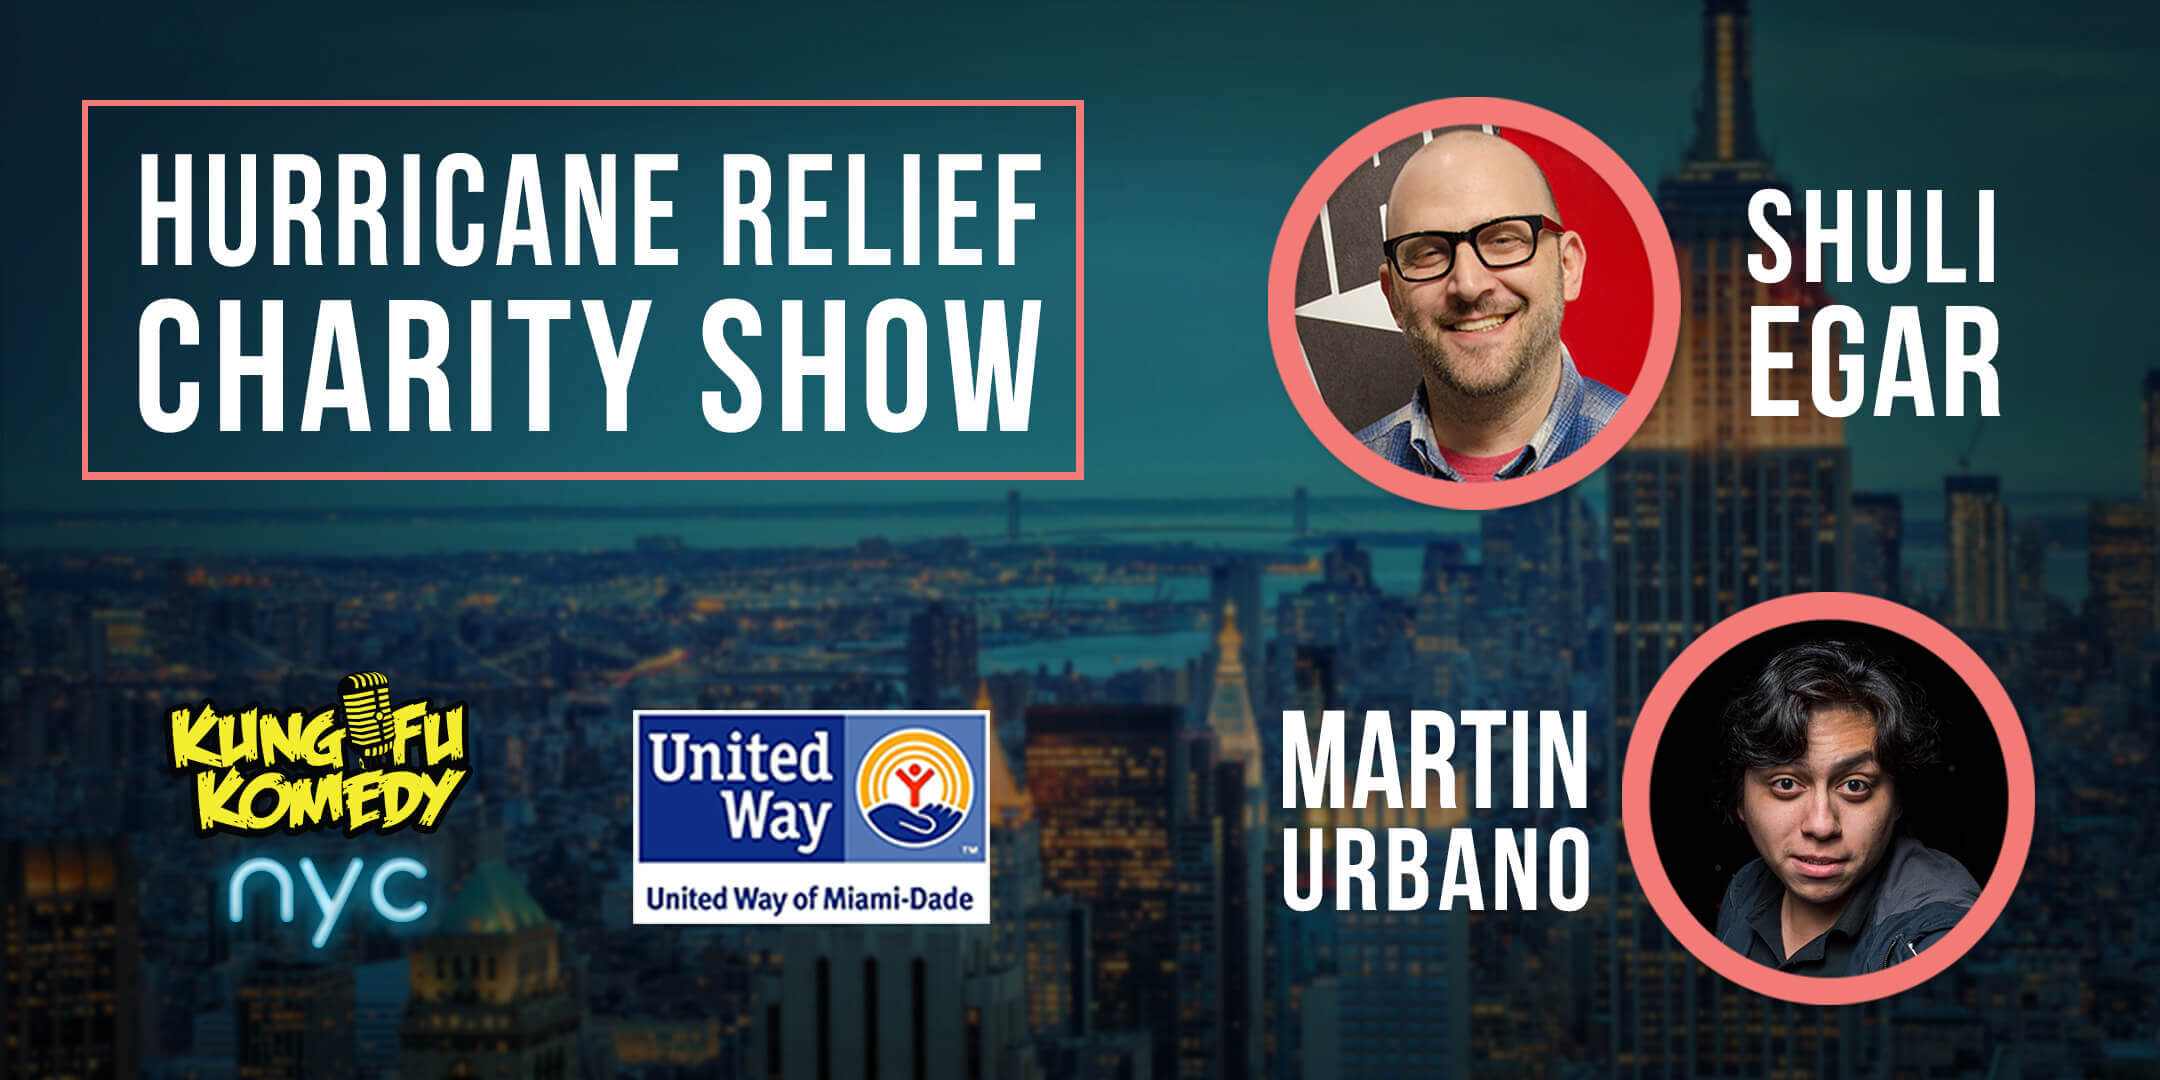 HURRICANE RELIEF
CHARITY SHOW
SHULI
EGAR
KUNG FU
KOMEDY
nyc
United
Way
TM
United Way of Miami-Dade
MARTIN
URBANO